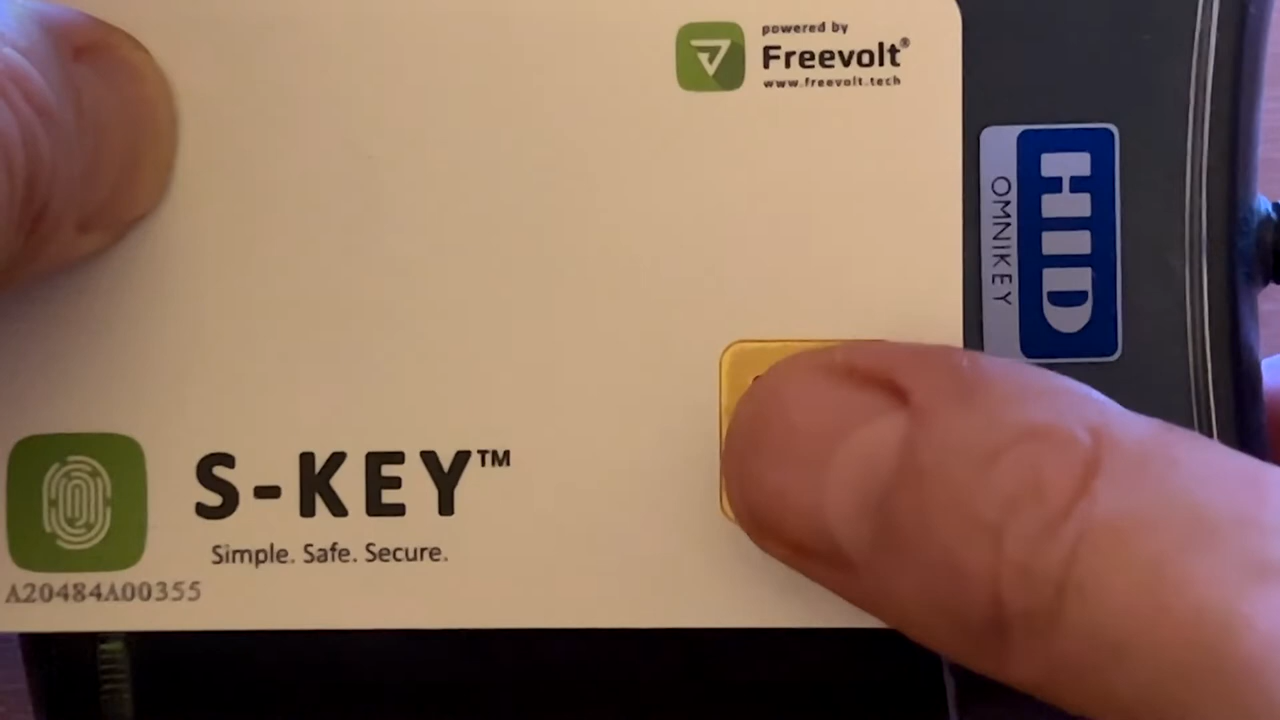 powered by
Freevolt®
www.freevolt.tech
HID
OMNIKEY
S-KEY™
Simple. Safe. Secure.
A20484A00355